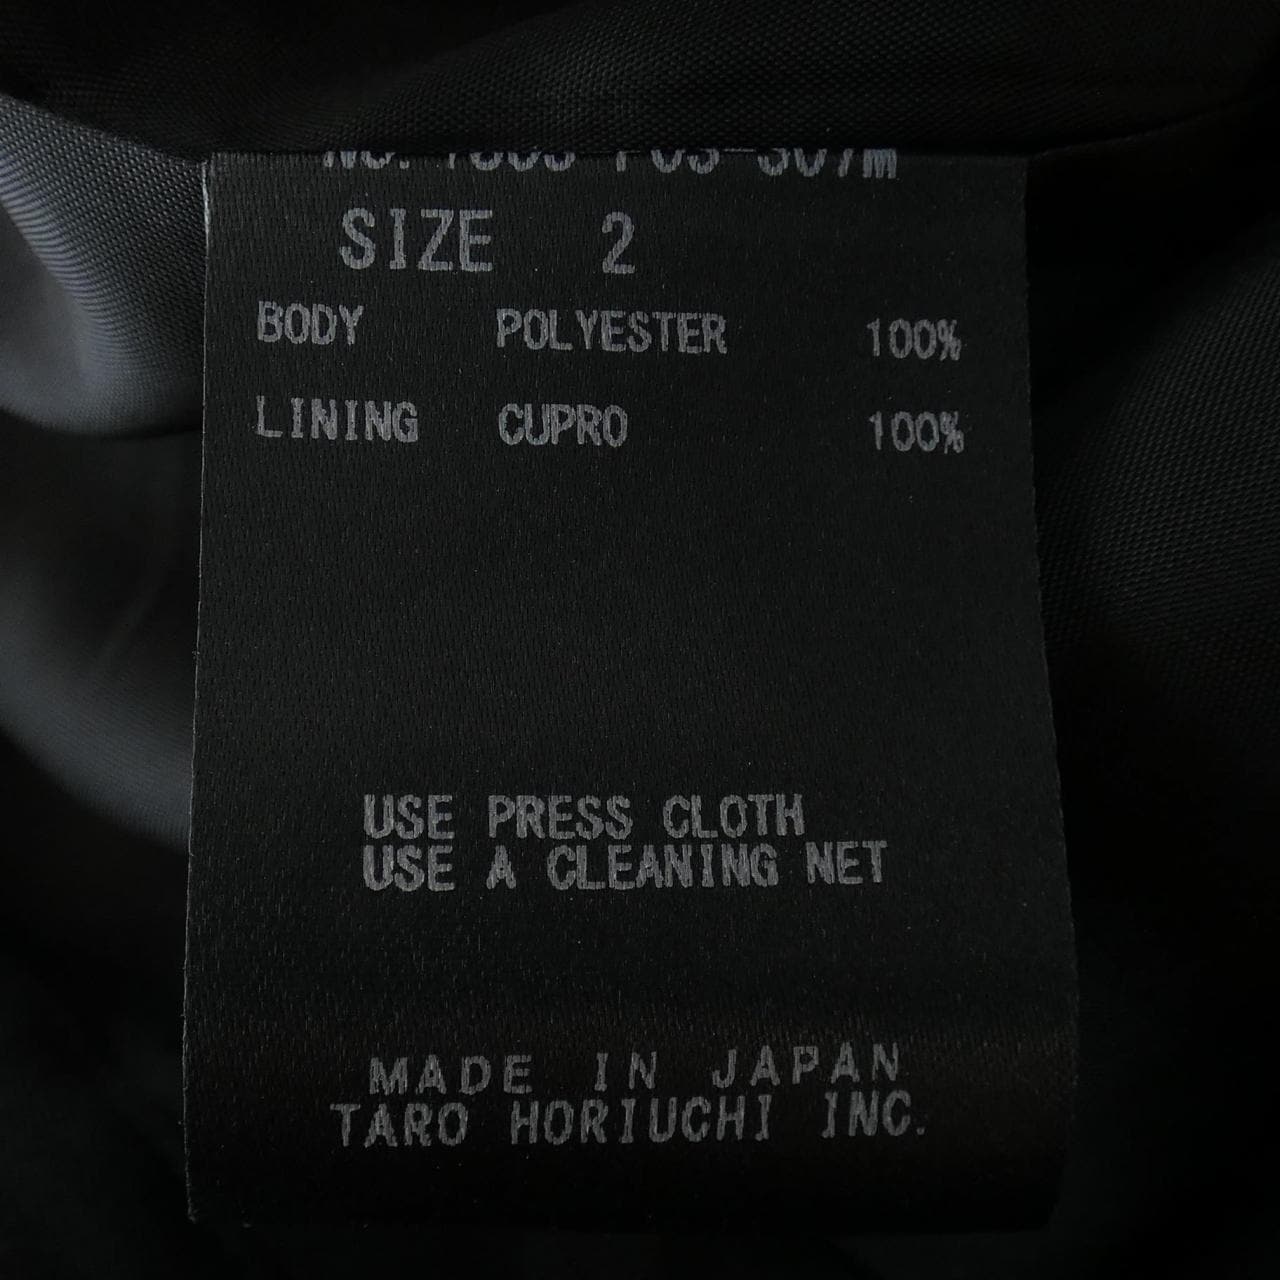 SIZE 2
BODY POLYESTER 100%
LINING CUPRO 100%
USE PRESS CLOTH
USE A CLEANING NET
MADE IN JAPAN
TARO HORIUCHI INC.